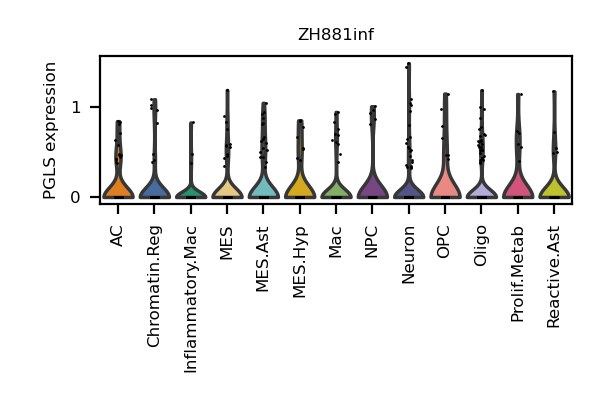 ZH881inf
PGLS expression
1
0
AC
Chromatin.Reg
Inflammatory.Mac
MES
MES.Ast
MES.Hyp
Mac
NPC
Neuron
OPC
Oligo
Prolif.Metab
Reactive.Ast